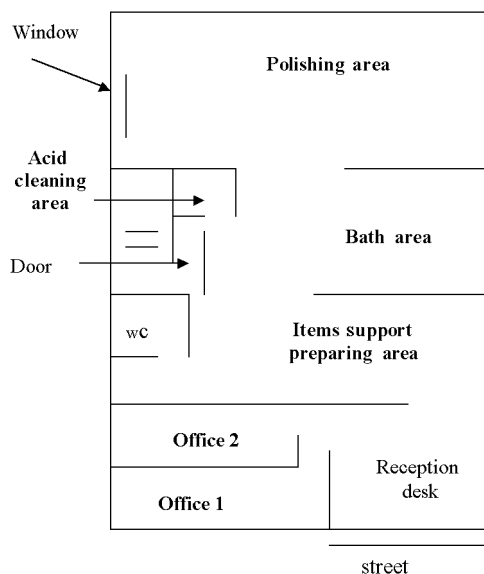 Window
Polishing area
Acid
cleaning
area
Bath area
Door
wc
Items support
preparing area
Office 2
Reception
desk
Office 1
street